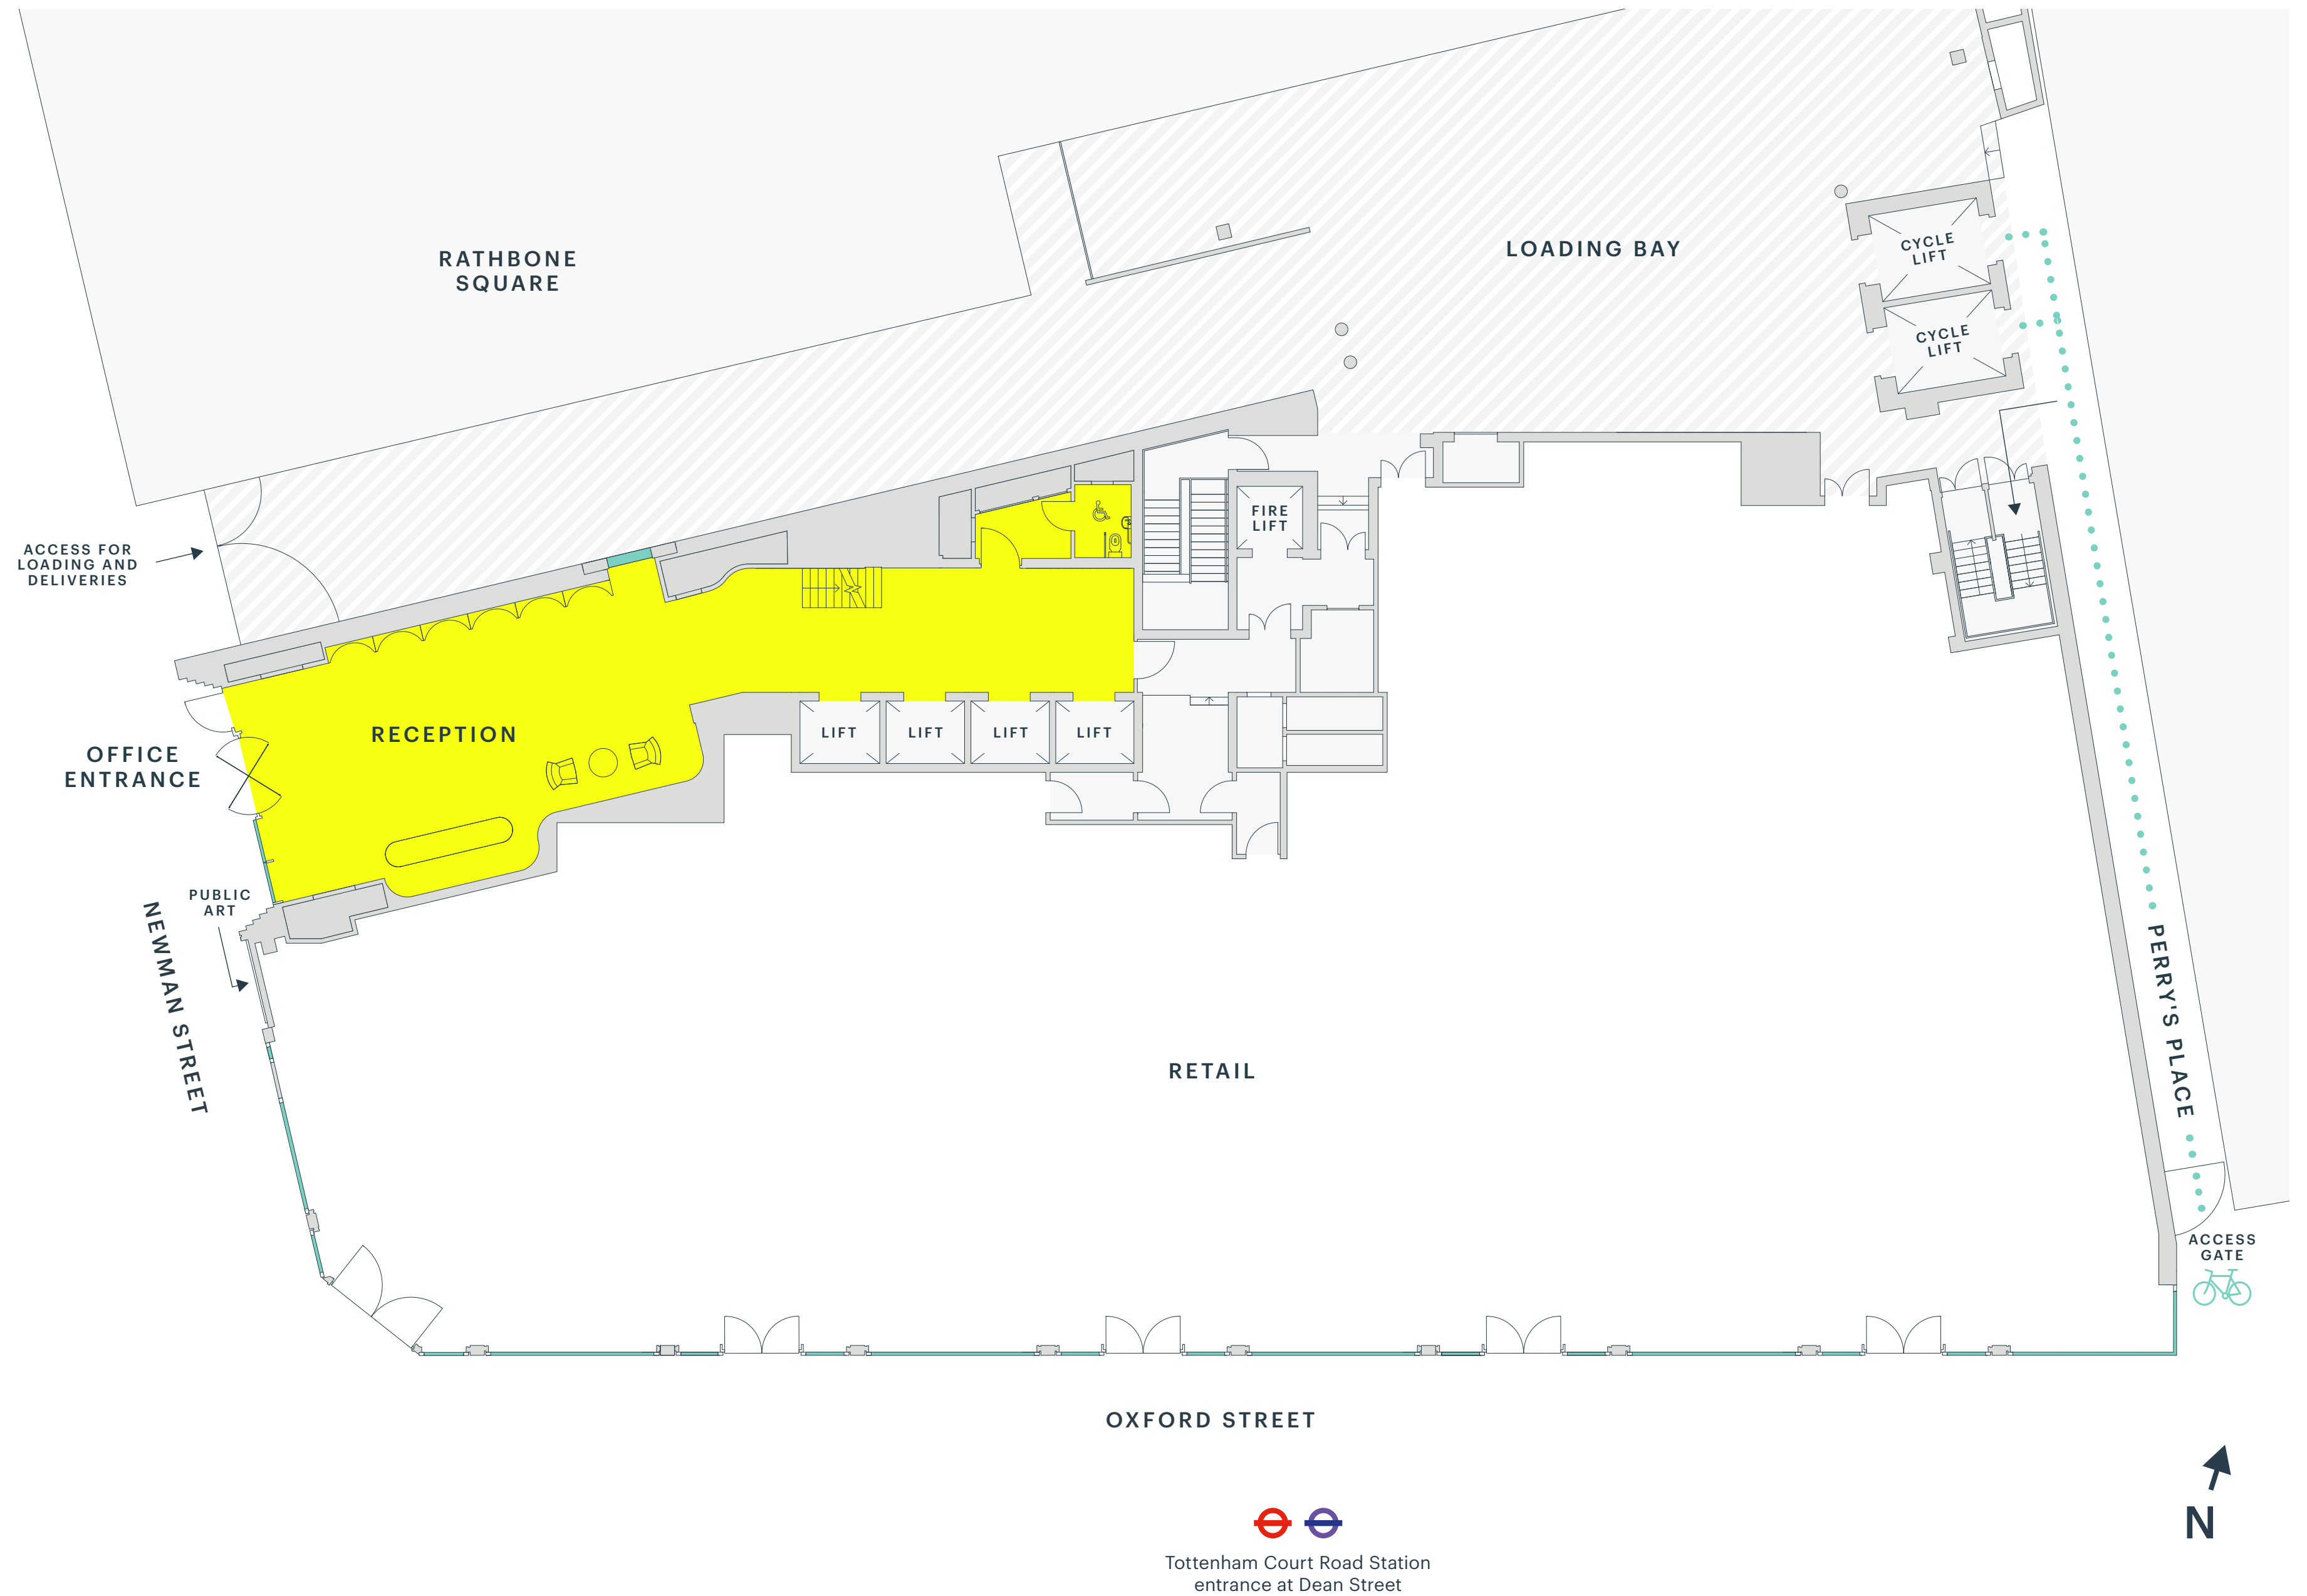 RATHBONE
SQUARE
LOADING BAY
CYCLE
LIFT
CYCLE
LIFT
FIRE
LIFT
ACCESS FOR
LOADING AND
DELIVERIES
RECEPTION
LIFT
LIFT
LIFT
LIFT
OFFICE
ENTRANCE
PUBLIC
ART
NEWMAN STREET
PERRY'S PLACE
RETAIL
ACCESS
GATE
OXFORD STREET
N
Tottenham Court Road Station
entrance at Dean Street